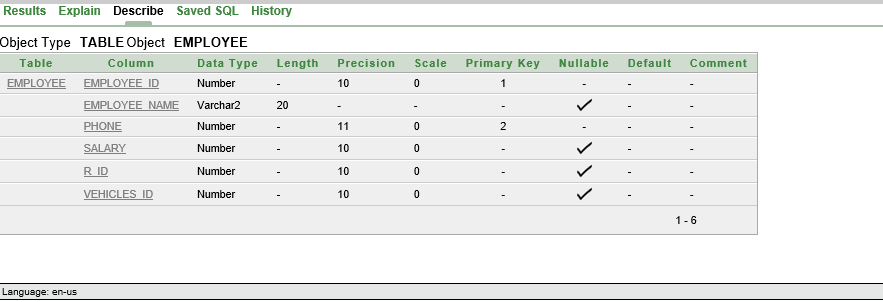 Results Explain Describe Saved SQL History
Object Type TABLE Object EMPLOYEE
Table Column Data Type Length Precision Scale Primary Key Nullable Default Comment
EMPLOYEE EMPLOYEE_ID Number - 10 0 1 - - -
EMPLOYEE_NAME Varchar2 20 - - - ✓ - -
PHONE Number - 11 0 2 - - -
SALARY Number - 10 0 - ✓ - -
R_ID Number - 10 0 - ✓ - -
VEHICLES_ID Number - 10 0 - ✓ - -
1 - 6
Language: en-us